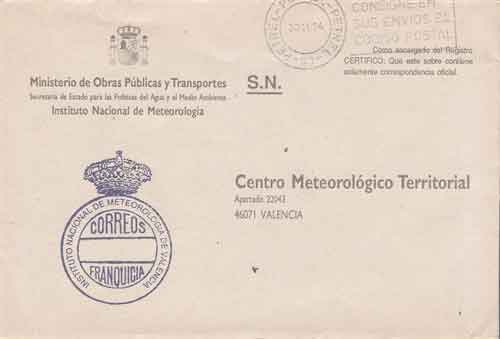 CONSIGNE EN
SUS ENVIOS EL
CODIGO POSTAL
Ministerio de Obras Públicas y Transportes
Secretaría de Estado para las Políticas del Agua y el Medio Ambiente
Instituto Nacional de Meteorología
S.N.
Como encargado del Registro
CERTIFICO: Que este sobre contiene
solamente correspondencia oficial.
Centro Meteorológico Territorial
Apartado 22043
46071 VALENCIA
INSTITUTO NACIONAL DE METEOROLOGIA DE VALENCIA
CORREOS
FRANQUICIA